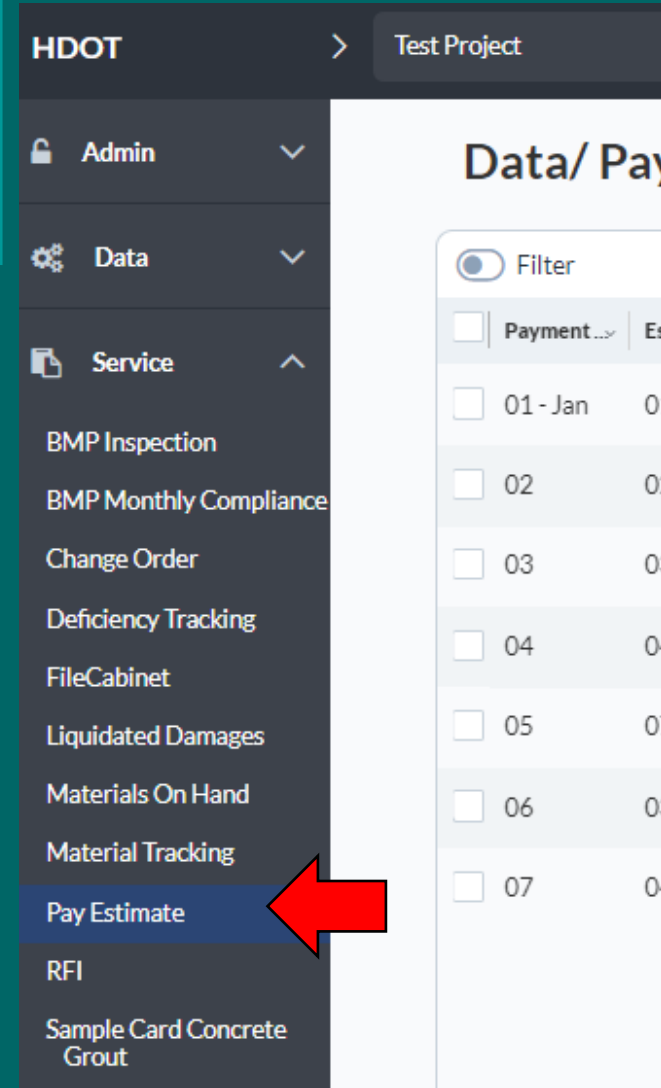 HDOT > Test Project
Admin
Data
Service
BMP Inspection
BMP Monthly Compliance
Change Order
Deficiency Tracking
FileCabinet
Liquidated Damages
Materials On Hand
Material Tracking
Pay Estimate
RFI
Sample Card Concrete
Grout
Data/ Pay
Filter
Payment...
01 - Jan
02
03
04
05
06
07